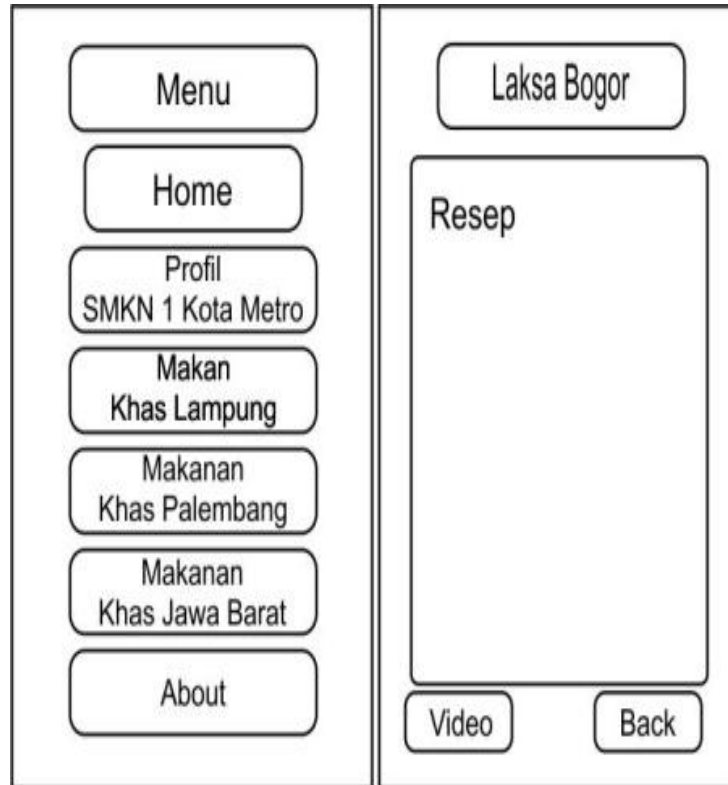 Menu
Home
Profil
SMKN 1 Kota Metro
Makan
Khas Lampung
Makanan
Khas Palembang
Makanan
Khas Jawa Barat
About
Laksa Bogor
Resep
Video
Back